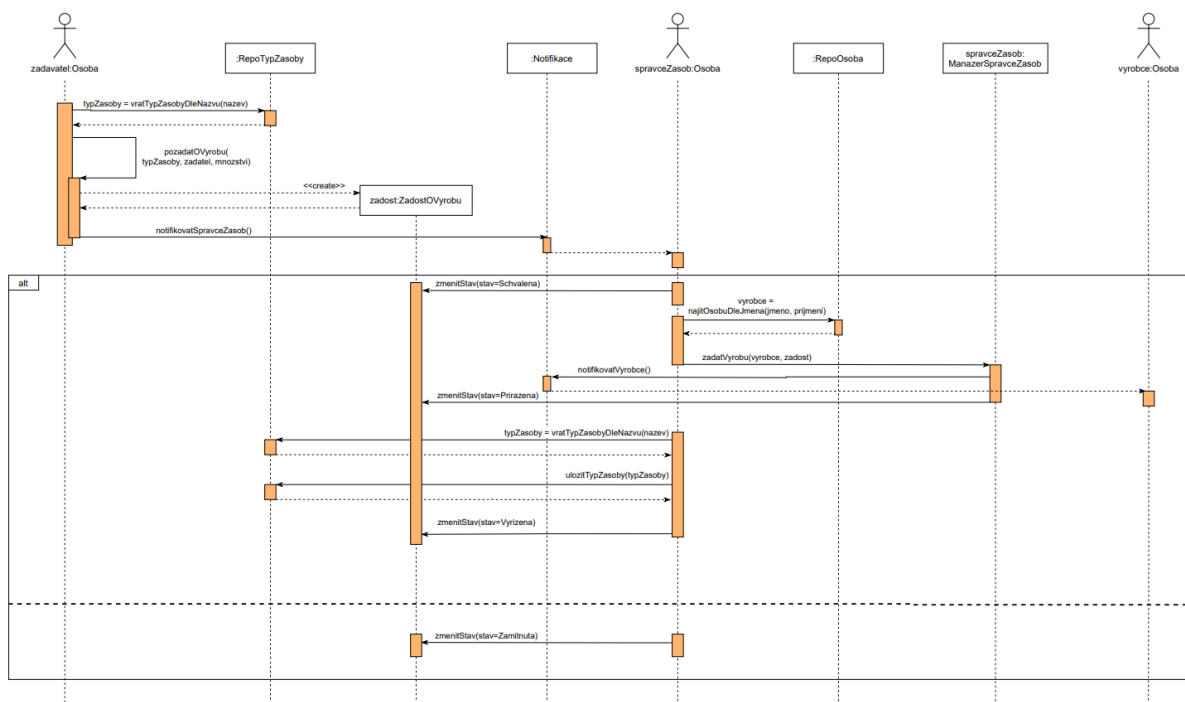 zadavatel:Osoba
:RepoTypZasoby
:Notifikace
spravceZasob:Osoba
:RepoOsoba
spravceZasob:
ManazerSpravceZasob
vyrobce:Osoba
typZasoby = vratTypZasobyDleNazvu(nazev)
pozadatOVyrobu(
typZasoby, zadatel, mnozstvi)
<<create>>
zadost:ZadostOVyrobu
notifikovatSpravceZasob()
alt
zmenitStav(stav=Schvalena)
vyrobce =
najitOsobuDleJmena(jmeno, prijmeni)
zadatVyrobu(vyrobce, zadost)
notifikovatVyrobce()
zmenitStav(stav=Prirazena)
typZasoby = vratTypZasobyDleNazvu(nazev)
ulozitTypZasoby(typZasoby)
zmenitStav(stav=Vyrizena)
zmenitStav(stav=Zamitnuta)